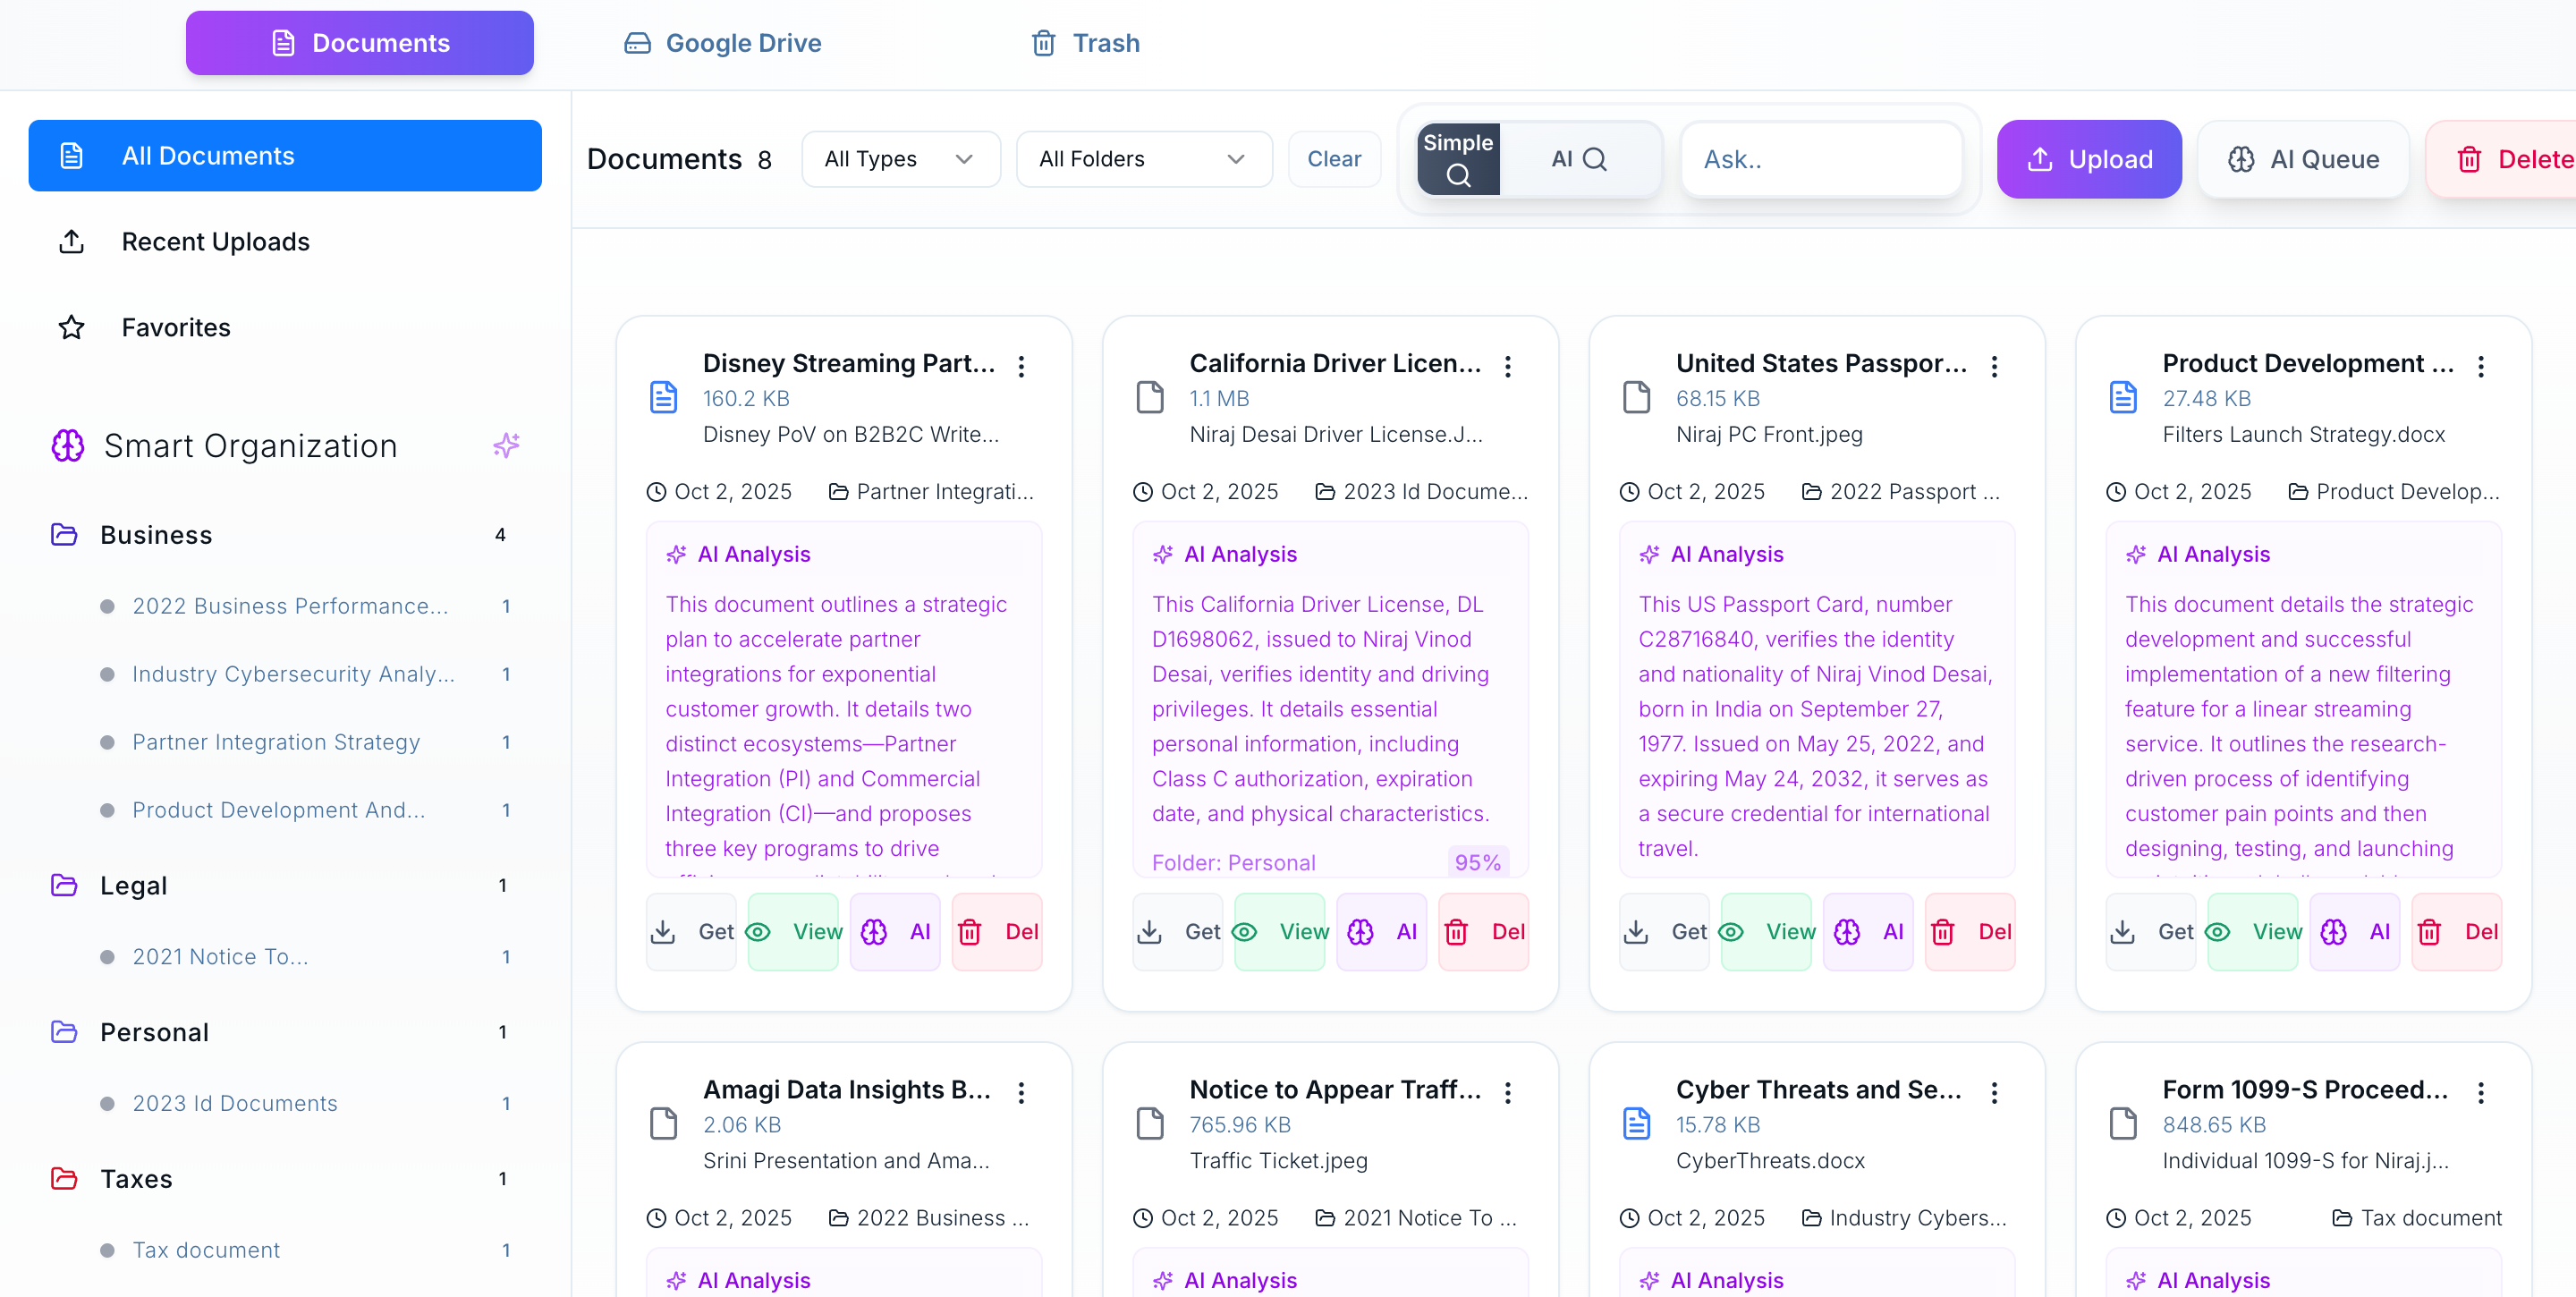 Documents
Google Drive
Trash
All Documents
Recent Uploads
Favorites
Smart Organization
Business 4
2022 Business Performance... 1
Industry Cybersecurity Analy... 1
Partner Integration Strategy 1
Product Development And... 1
Legal 1
2021 Notice To... 1
Personal 1
2023 Id Documents 1
Taxes 1
Tax document 1
Documents 8
All Types
All Folders
Clear
Simple
AI
Ask..
Upload
AI Queue
Delete
Disney Streaming Part...
160.2 KB
Disney PoV on B2B2C Write...
Oct 2, 2025 Partner Integrati...
AI Analysis
This document outlines a strategic
plan to accelerate partner
integrations for exponential
customer growth. It details two
distinct ecosystems—Partner
Integration (PI) and Commercial
Integration (CI)—and proposes
three key programs to drive
Get View AI Del
California Driver Licen...
1.1 MB
Niraj Desai Driver License.J...
Oct 2, 2025 2023 Id Docume...
AI Analysis
This California Driver License, DL
D1698062, issued to Niraj Vinod
Desai, verifies identity and driving
privileges. It details essential
personal information, including
Class C authorization, expiration
date, and physical characteristics.
Folder: Personal 95%
Get View AI Del
United States Passpor...
68.15 KB
Niraj PC Front.jpeg
Oct 2, 2025 2022 Passport ...
AI Analysis
This US Passport Card, number
C28716840, verifies the identity
and nationality of Niraj Vinod Desai,
born in India on September 27,
1977. Issued on May 25, 2022, and
expiring May 24, 2032, it serves as
a secure credential for international
travel.
Get View AI Del
Product Development ...
27.48 KB
Filters Launch Strategy.docx
Oct 2, 2025 Product Develop...
AI Analysis
This document details the strategic
development and successful
implementation of a new filtering
feature for a linear streaming
service. It outlines the research-
driven process of identifying
customer pain points and then
designing, testing, and launching
Get View AI Del
Amagi Data Insights B...
2.06 KB
Srini Presentation and Ama...
Oct 2, 2025 2022 Business ...
AI Analysis
Notice to Appear Traff...
765.96 KB
Traffic Ticket.jpeg
Oct 2, 2025 2021 Notice To ...
AI Analysis
Cyber Threats and Se...
15.78 KB
CyberThreats.docx
Oct 2, 2025 Industry Cybers...
AI Analysis
Form 1099-S Proceed...
848.65 KB
Individual 1099-S for Niraj.j...
Oct 2, 2025 Tax document
AI Analysis